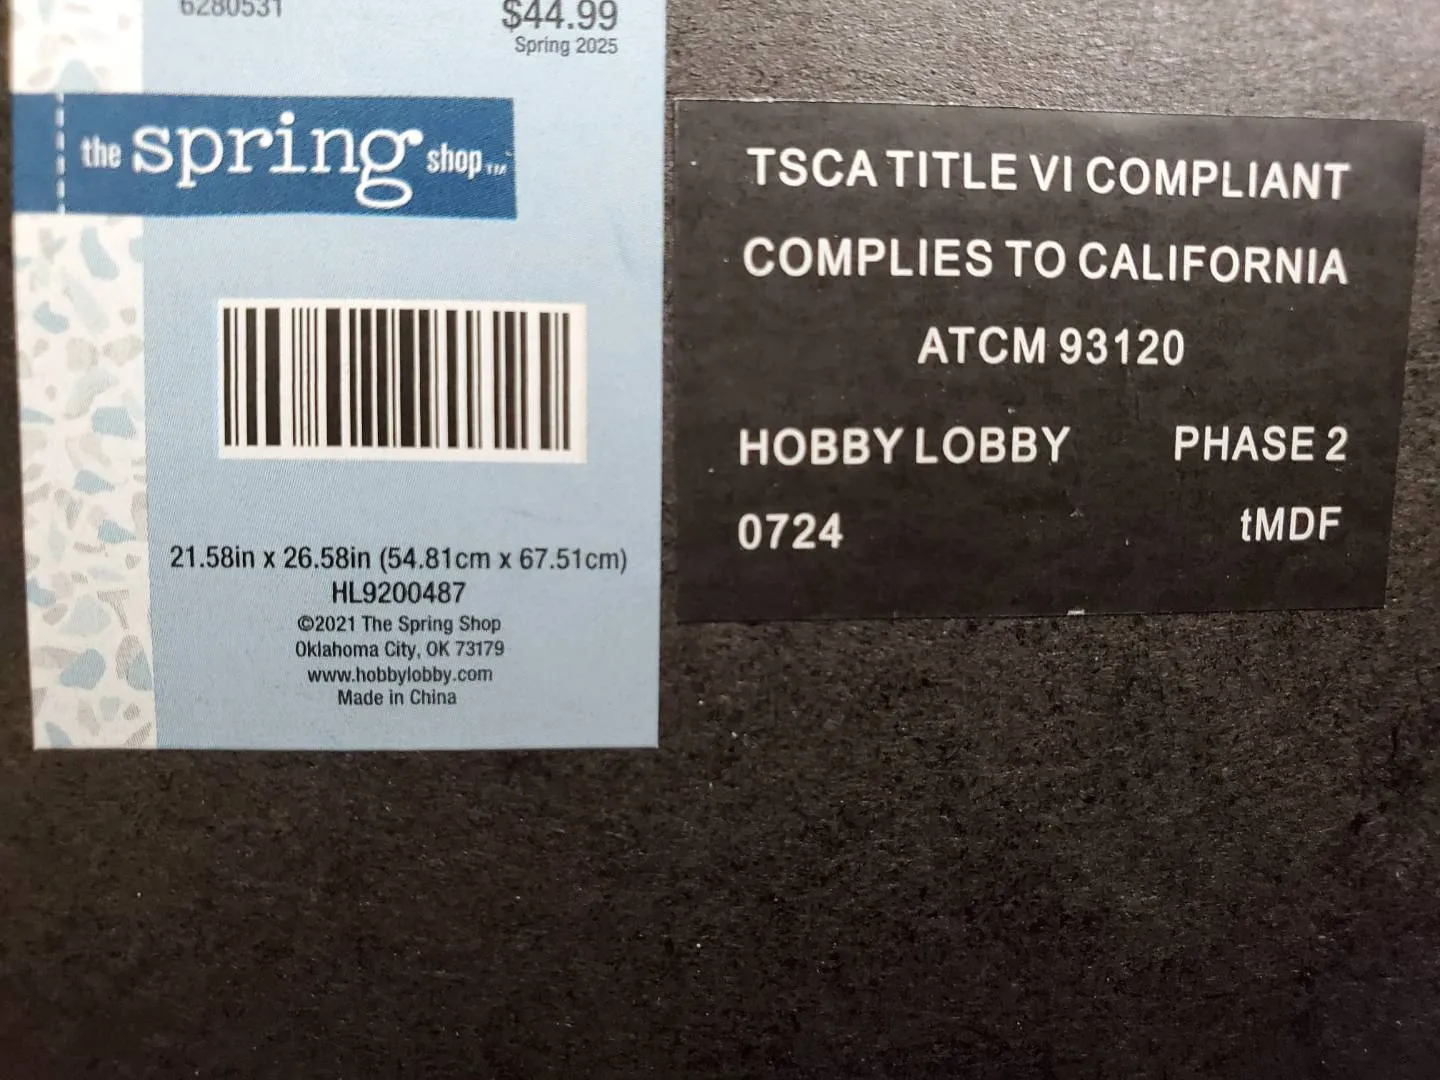 6280531
$44.99
Spring 2025
the spring shop™
21.58in x 26.58in (54.81cm x 67.51cm)
HL9200487
©2021 The Spring Shop
Oklahoma City, OK 73179
www.hobbylobby.com
Made in China
TSCA TITLE VI COMPLIANT
COMPLIES TO CALIFORNIA
ATCM 93120
HOBBY LOBBY PHASE 2
0724 tMDF